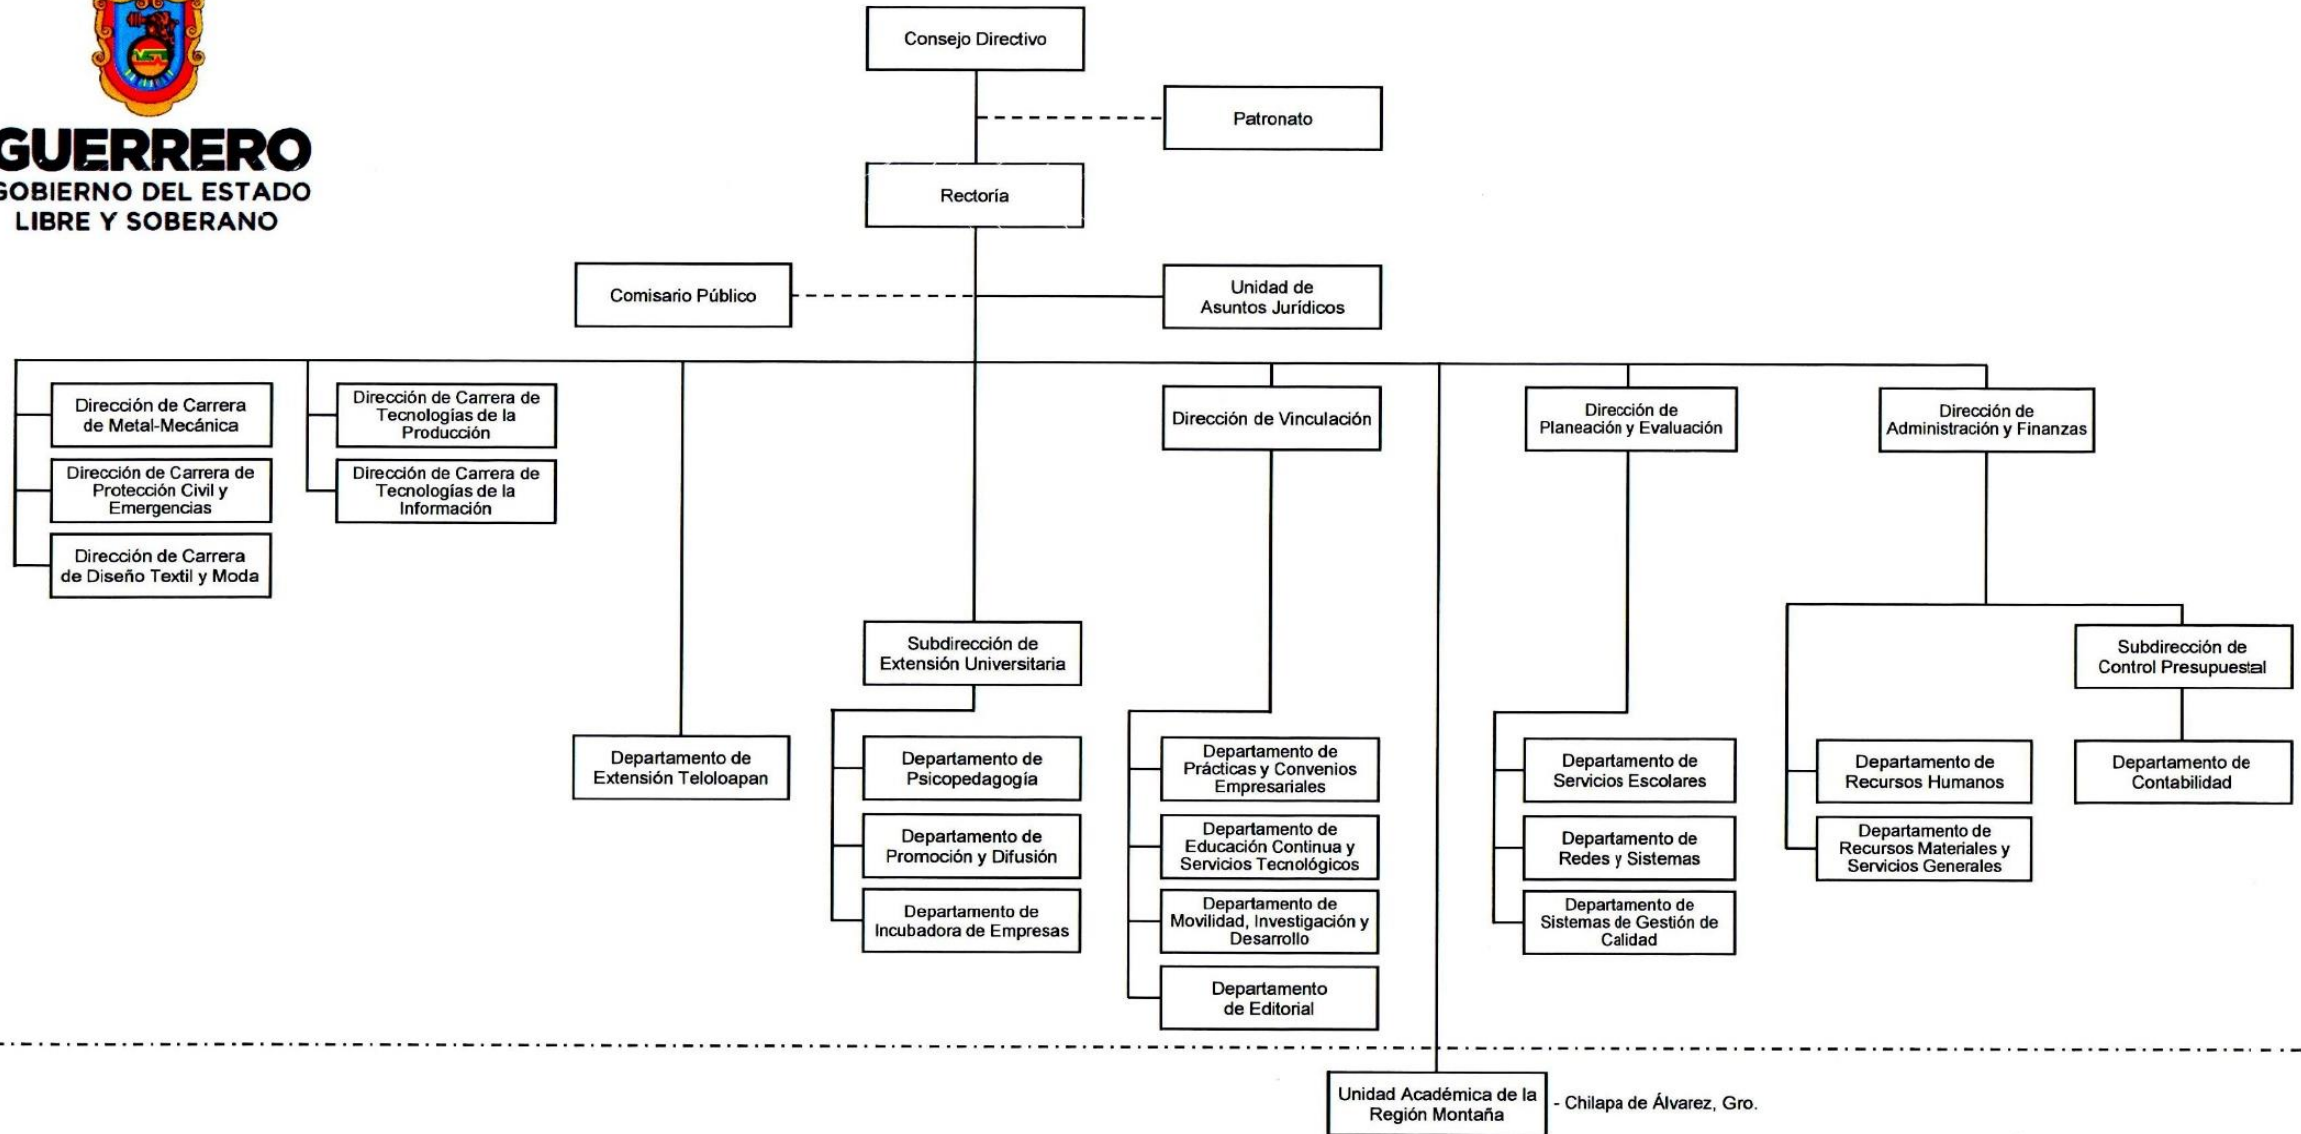 GUERRERO
GOBIERNO DEL ESTADO
LIBRE Y SOBERANO
Consejo Directivo
Patronato
Rectoría
Comisario Público
Unidad de
Asuntos Jurídicos
Dirección de Carrera
de Metal-Mecánica
Dirección de Carrera de
Protección Civil y
Emergencias
Dirección de Carrera
de Diseño Textil y Moda
Dirección de Carrera de
Tecnologías de la
Producción
Dirección de Carrera de
Tecnologías de la
Información
Dirección de Vinculación
Dirección de
Planeación y Evaluación
Dirección de
Administración y Finanzas
Subdirección de
Extensión Universitaria
Subdirección de
Control Presupuestal
Departamento de
Extensión Teloloapan
Departamento de
Psicopedagogía
Departamento de
Promoción y Difusión
Departamento de
Incubadora de Empresas
Departamento de
Prácticas y Convenios
Empresariales
Departamento de
Educación Continua y
Servicios Tecnológicos
Departamento de
Movilidad, Investigación y
Desarrollo
Departamento
de Editorial
Departamento de
Servicios Escolares
Departamento de
Redes y Sistemas
Departamento de
Sistemas de Gestión de
Calidad
Departamento de
Recursos Humanos
Departamento de
Recursos Materiales y
Servicios Generales
Departamento de
Contabilidad
Unidad Académica de la
Región Montaña
- Chilapa de Álvarez, Gro.